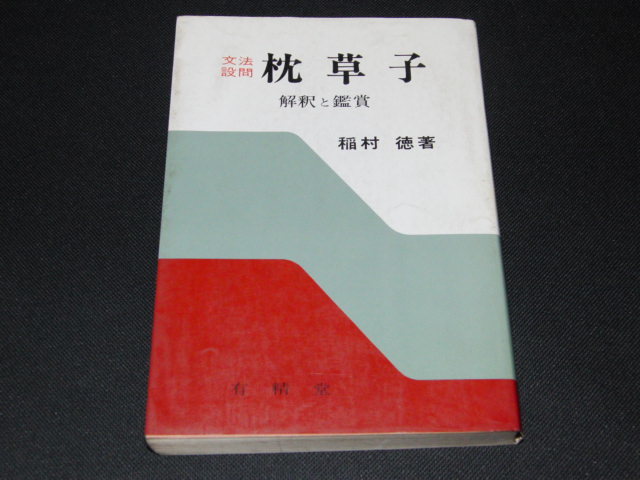 文法
設問 枕草子
解釈と鑑賞
稲村 徳著
有精堂